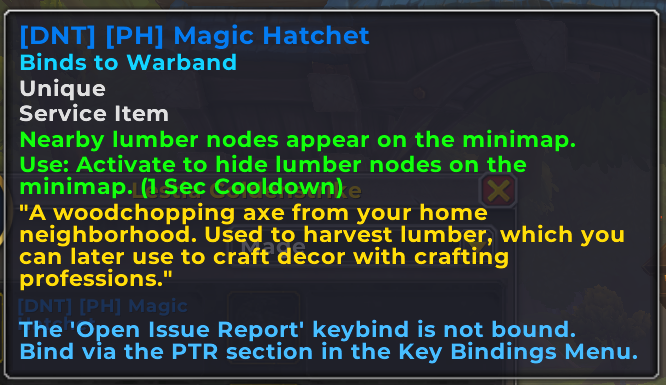 [DNT] [PH] Magic Hatchet
Binds to Warband
Unique
Service Item
Nearby lumber nodes appear on the minimap.
Use: Activate to hide lumber nodes on the
minimap. (1 Sec Cooldown)
"A woodchopping axe from your home
neighborhood. Used to harvest lumber, which you
can later use to craft decor with crafting
professions."
Mage
[DNT] [PH] Magic
The 'Open Issue Report' keybind is not bound.
Bind via the PTR section in the Key Bindings Menu.